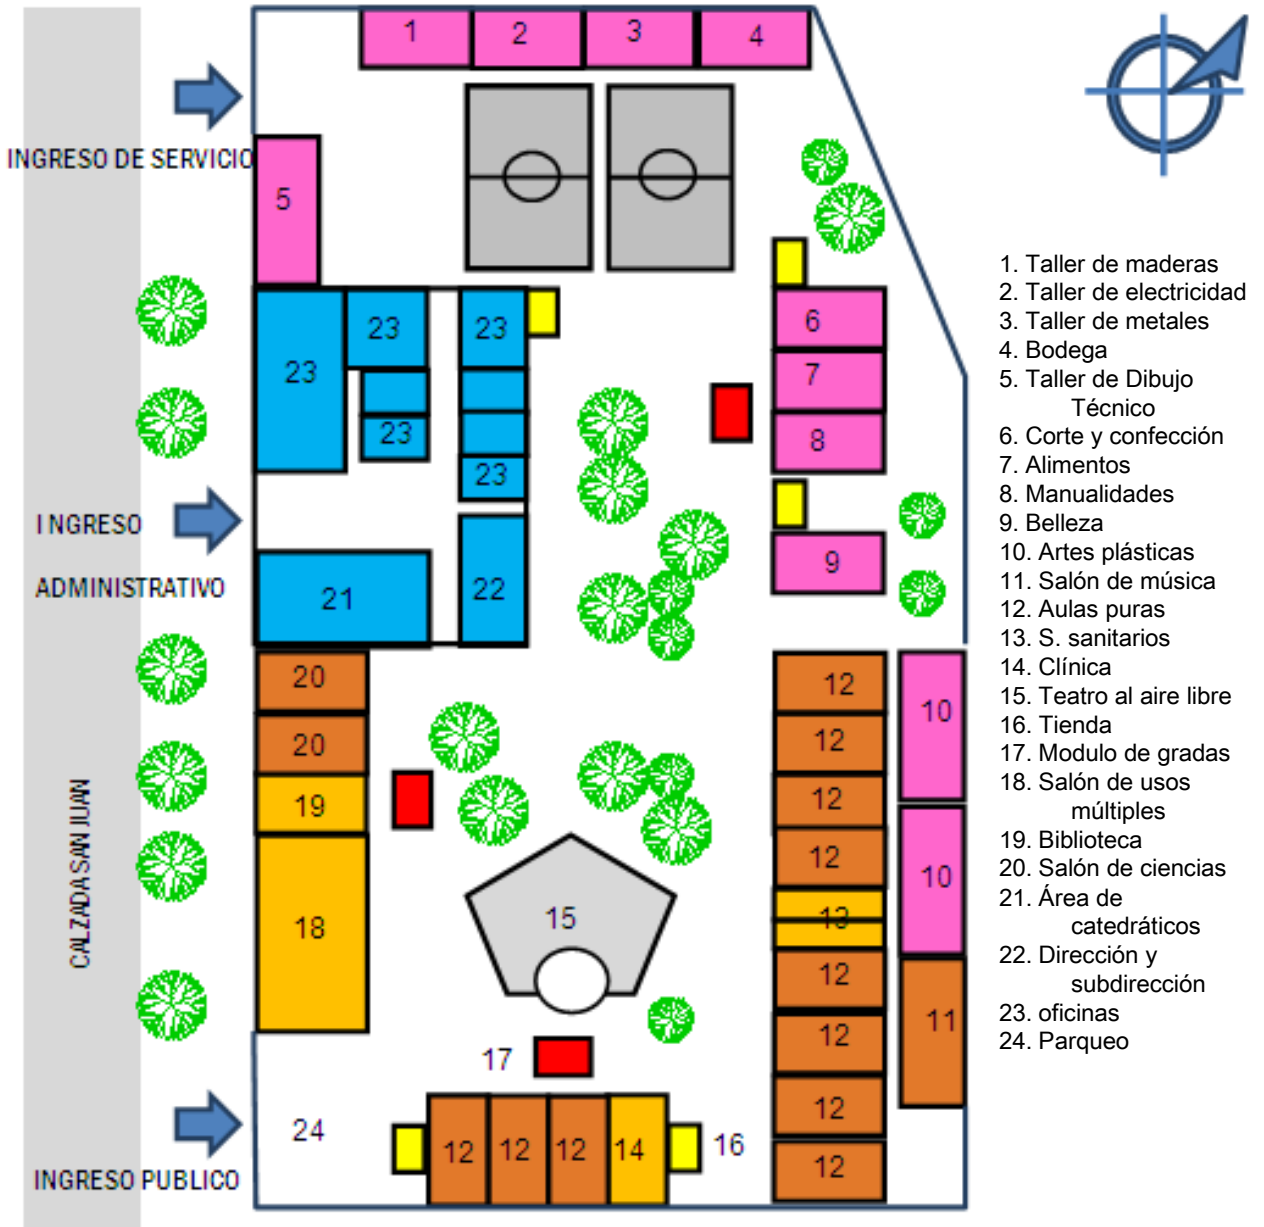 1
2
3
4
INGRESO DE SERVICIO
5
23
23
23
6
7
8
23
23
I NGRESO
ADMINISTRATIVO
9
21
22
20
20
19
18
CALZADA SAN JUAN
12
12
12
12
13
12
12
12
12
10
10
11
15
17
24
12
12
12
14
16
INGRESO PUBLICO
1. Taller de maderas
2. Taller de electricidad
3. Taller de metales
4. Bodega
5. Taller de Dibujo
Técnico
6. Corte y confección
7. Alimentos
8. Manualidades
9. Belleza
10. Artes plásticas
11. Salón de música
12. Aulas puras
13. S. sanitarios
14. Clínica
15. Teatro al aire libre
16. Tienda
17. Modulo de gradas
18. Salón de usos
múltiples
19. Biblioteca
20. Salón de ciencias
21. Área de
catedráticos
22. Dirección y
subdirección
23. oficinas
24. Parqueo